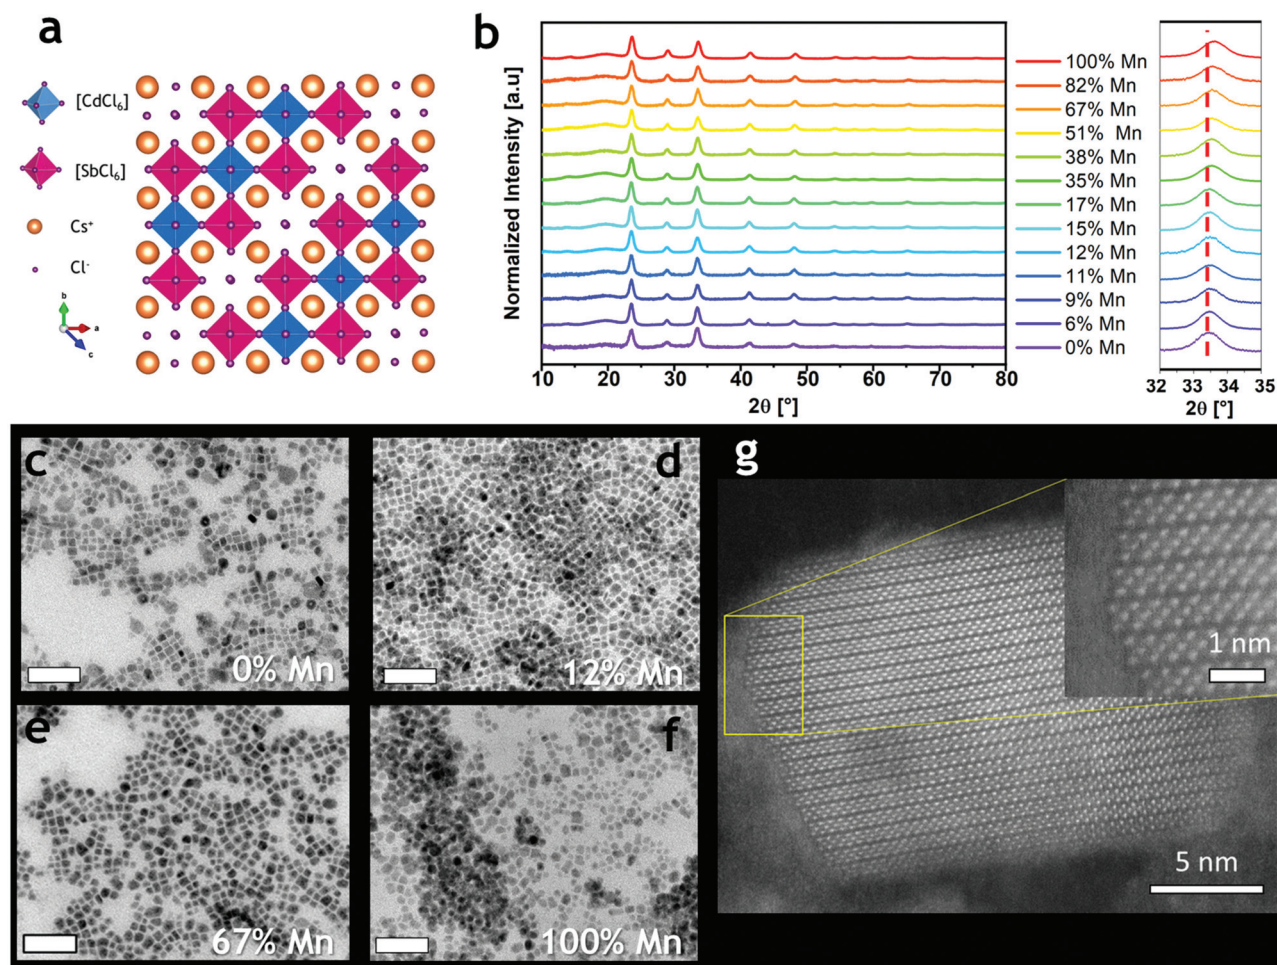 a
[CdCl6]
[SbCl6]
Cs+
Cl-
b
a
c
b
Normalized Intensity [a.u]
10 20 30 40 50 60 70 80
2θ [°]
100% Mn
82% Mn
67% Mn
51% Mn
38% Mn
35% Mn
17% Mn
15% Mn
12% Mn
11% Mn
9% Mn
6% Mn
0% Mn
32 33 34 35
2θ [°]
c
0% Mn
d
12% Mn
e
67% Mn
f
100% Mn
g
1 nm
5 nm